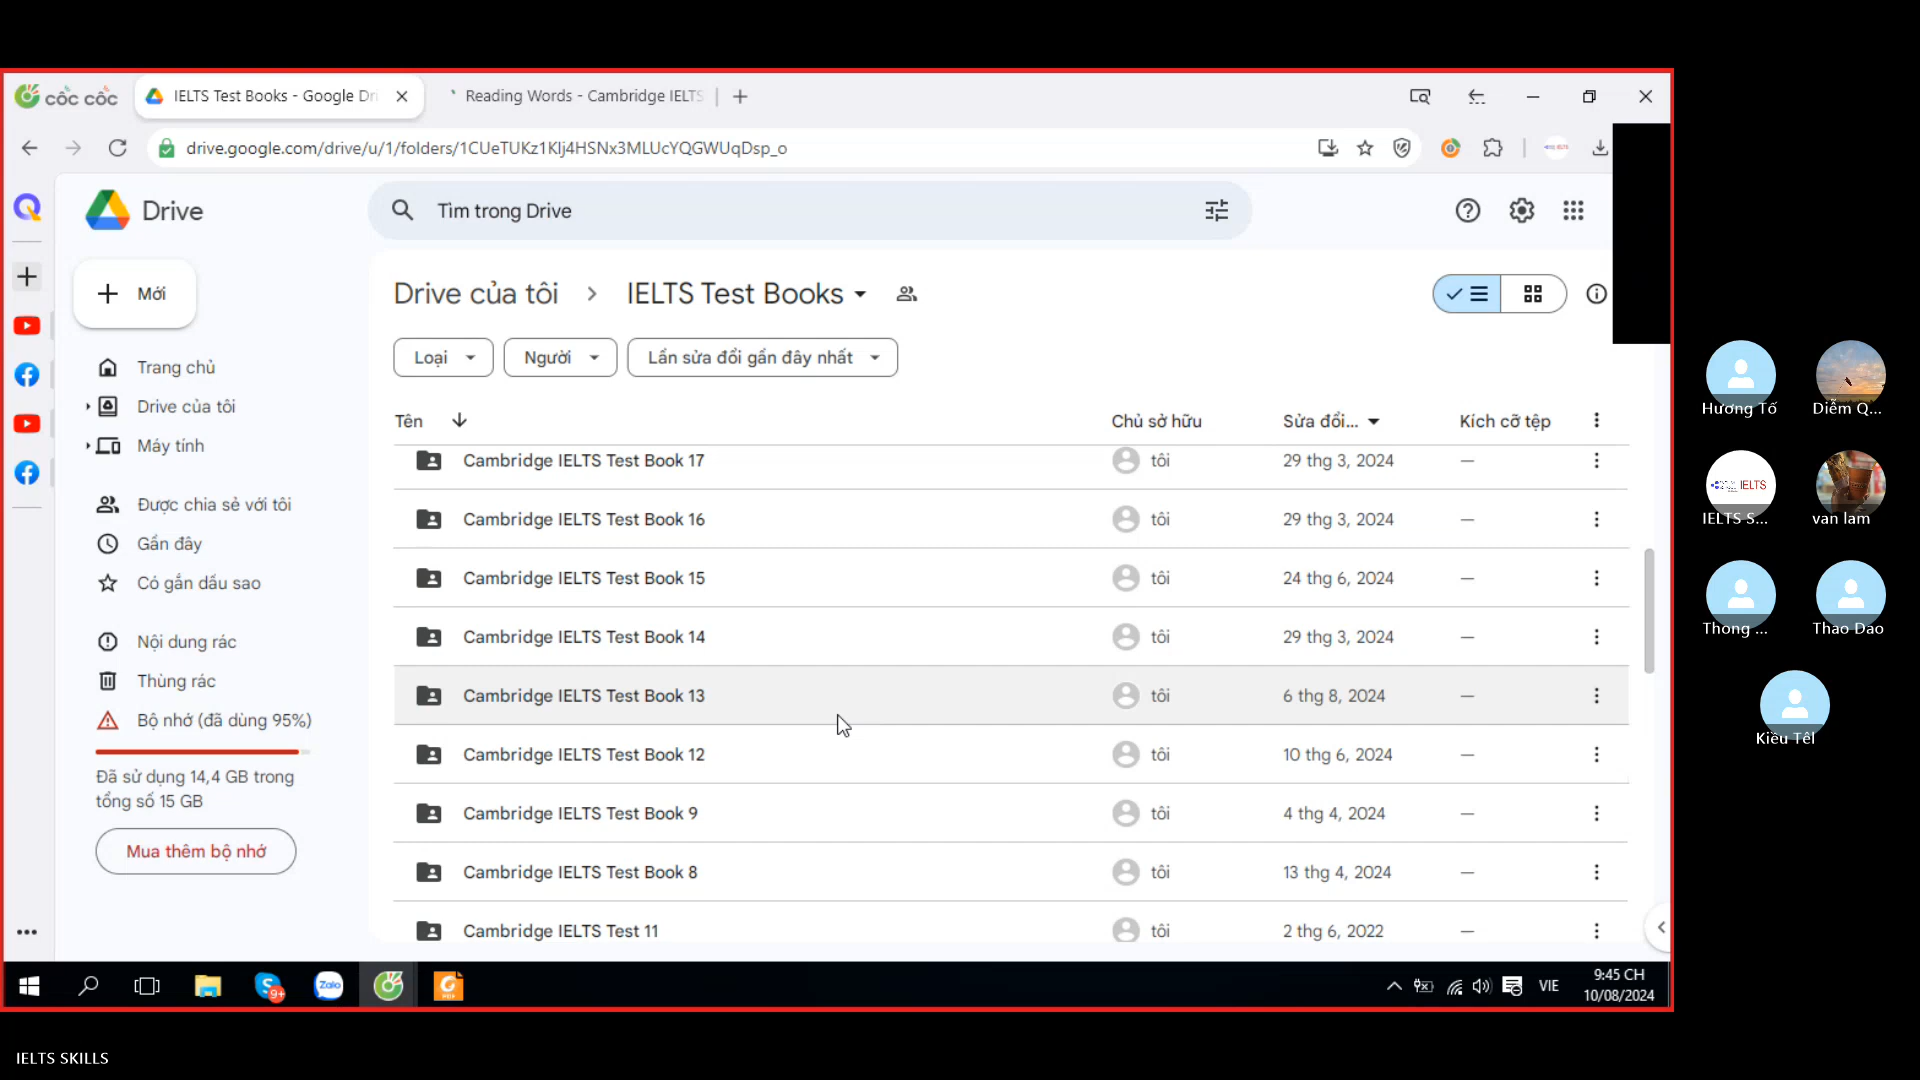 cốc cốc
IELTS Test Books - Google Dri
Reading Words - Cambridge IELTS
drive.google.com/drive/u/1/folders/1CUeTUKz1KIj4HSNx3MLUcYQGWUqDsp_o
Drive
Tìm trong Drive
Mới
Drive của tôi > IELTS Test Books
Loại
Người
Lần sửa đổi gần đây nhất
Trang chủ
Drive của tôi
Máy tính
Được chia sẻ với tôi
Gần đây
Có gắn dấu sao
Nội dung rác
Thùng rác
Bộ nhớ (đã dùng 95%)
Đã sử dụng 14,4 GB trong
tổng số 15 GB
Mua thêm bộ nhớ
Tên Chủ sở hữu Sửa đổi... Kích cỡ tệp
Cambridge IELTS Test Book 17 tôi 29 thg 3, 2024 —
Cambridge IELTS Test Book 16 tôi 29 thg 3, 2024 —
Cambridge IELTS Test Book 15 tôi 24 thg 6, 2024 —
Cambridge IELTS Test Book 14 tôi 29 thg 3, 2024 —
Cambridge IELTS Test Book 13 tôi 6 thg 8, 2024 —
Cambridge IELTS Test Book 12 tôi 10 thg 6, 2024 —
Cambridge IELTS Test Book 9 tôi 4 thg 4, 2024 —
Cambridge IELTS Test Book 8 tôi 13 thg 4, 2024 —
Cambridge IELTS Test 11 tôi 2 thg 6, 2022 —
Hương Tố
Diễm Q...
IELTS
IELTS S...
van lam
Thong ...
Thao Dao
Kiều Têl
9+
Zalo
VIE
9:45 CH
10/08/2024
IELTS SKILLS